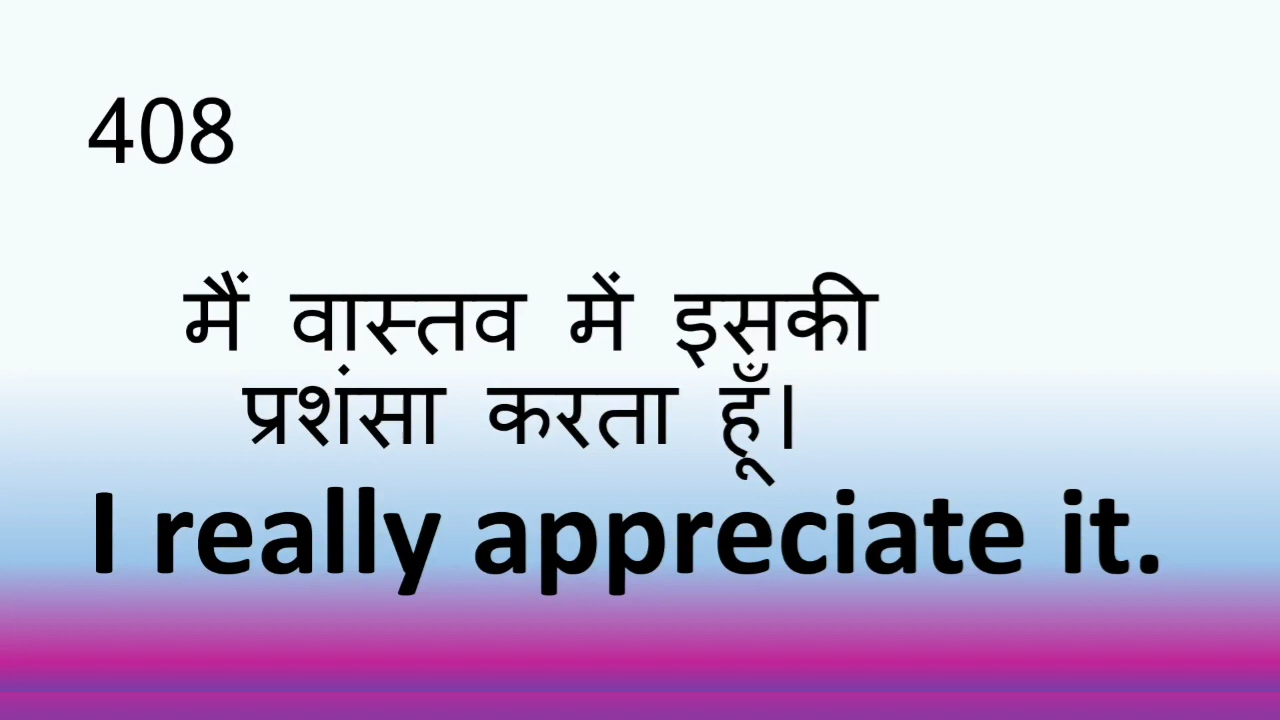 408
मैं वास्तव में इसकी
प्रशंसा करता हूँ।
I really appreciate it.